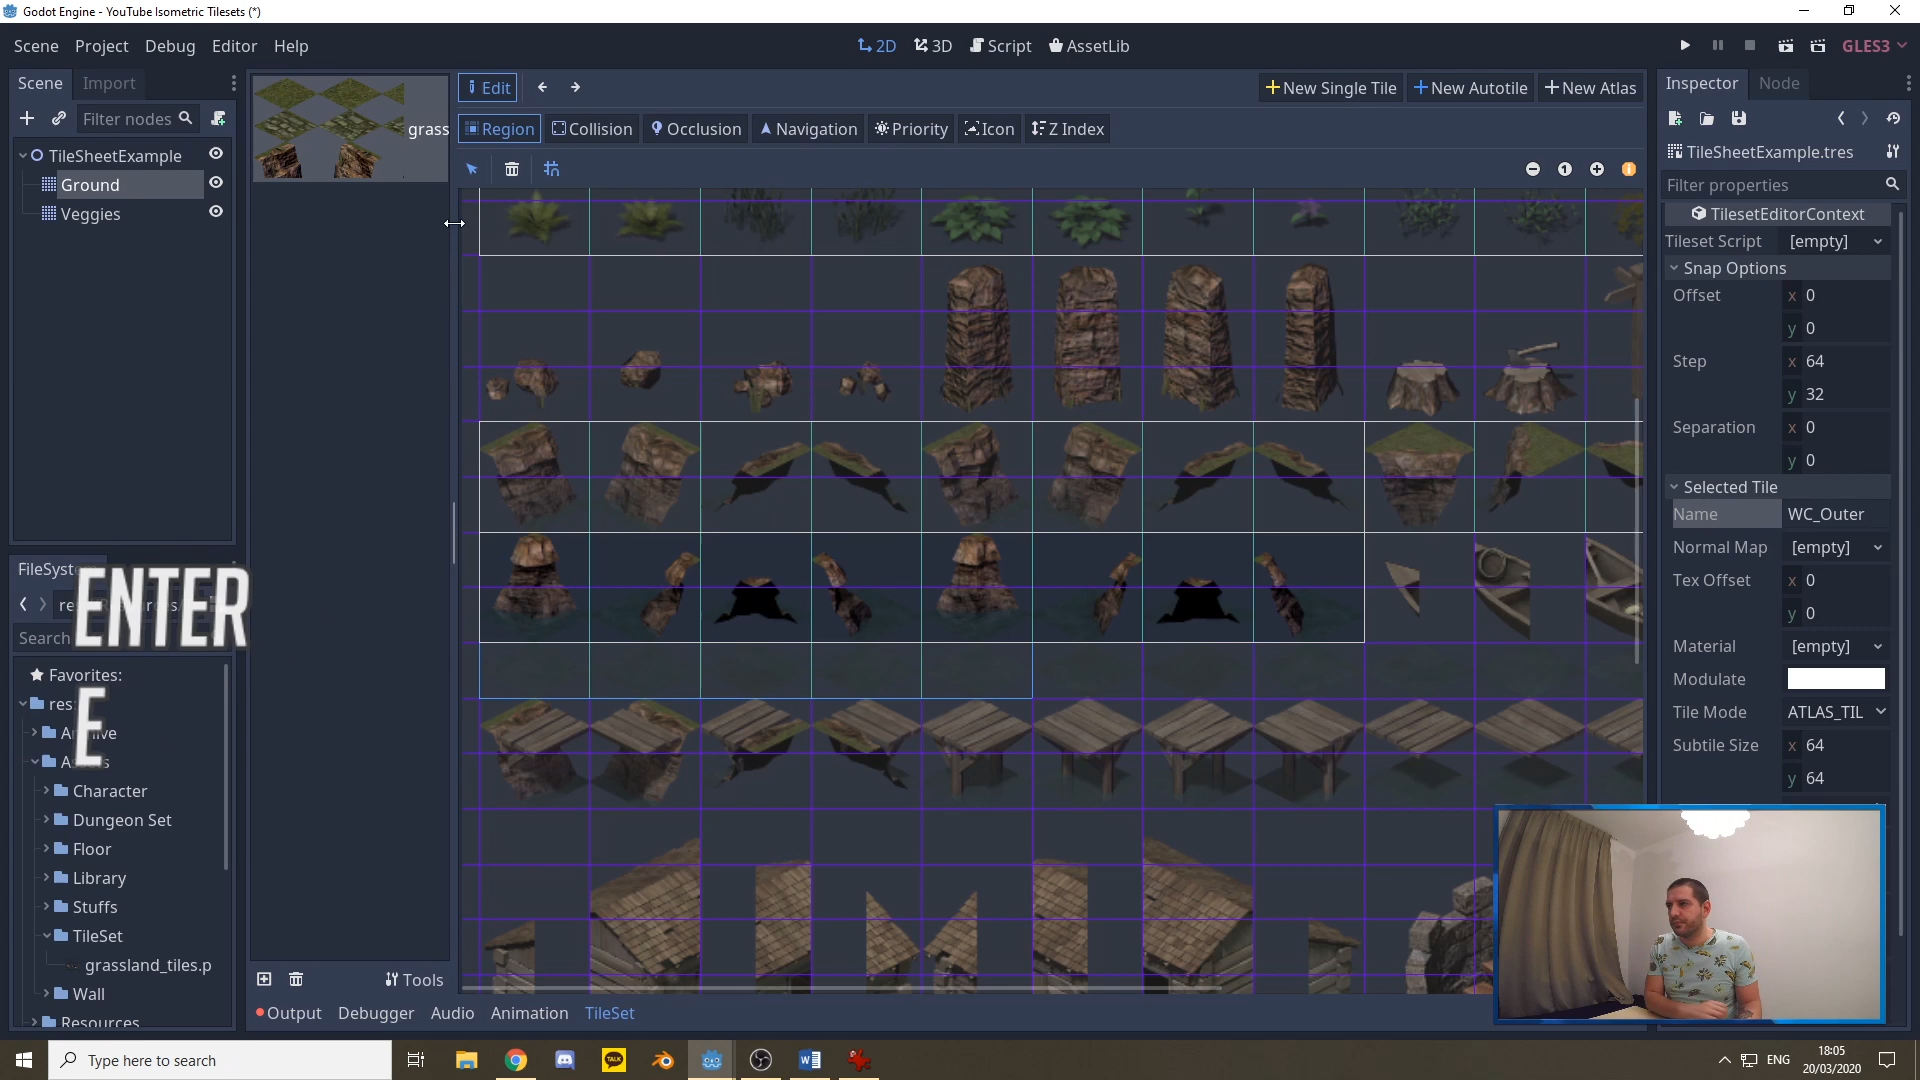 Godot Engine - YouTube Isometric Tilesets (*)
Scene Project Debug Editor Help
2D 3D Script AssetLib
GLES3
Scene Import
Filter nodes
TileSheetExample
Ground
Veggies
grass
Edit
New Single Tile New Autotile New Atlas
Region Collision Occlusion Navigation Priority Icon Z Index
1
Inspector Node
TileSheetExample.tres
Filter properties
TilesetEditorContext
Tileset Script [empty]
Snap Options
Offset x 0
y 0
Step x 64
y 32
Separation x 0
y 0
Selected Tile
Name WC_Outer
Normal Map [empty]
Tex Offset x 0
y 0
Material [empty]
Modulate
Tile Mode ATLAS_TIL
Subtile Size x 64
y 64
ENTER
E
Search
Favorites:
Character
Dungeon Set
Floor
Library
Stuffs
TileSet
grassland_tiles.p
Wall
Resources
Tools
Output Debugger Audio Animation TileSet
Type here to search
TALK
ENG
18:05
20/03/2020